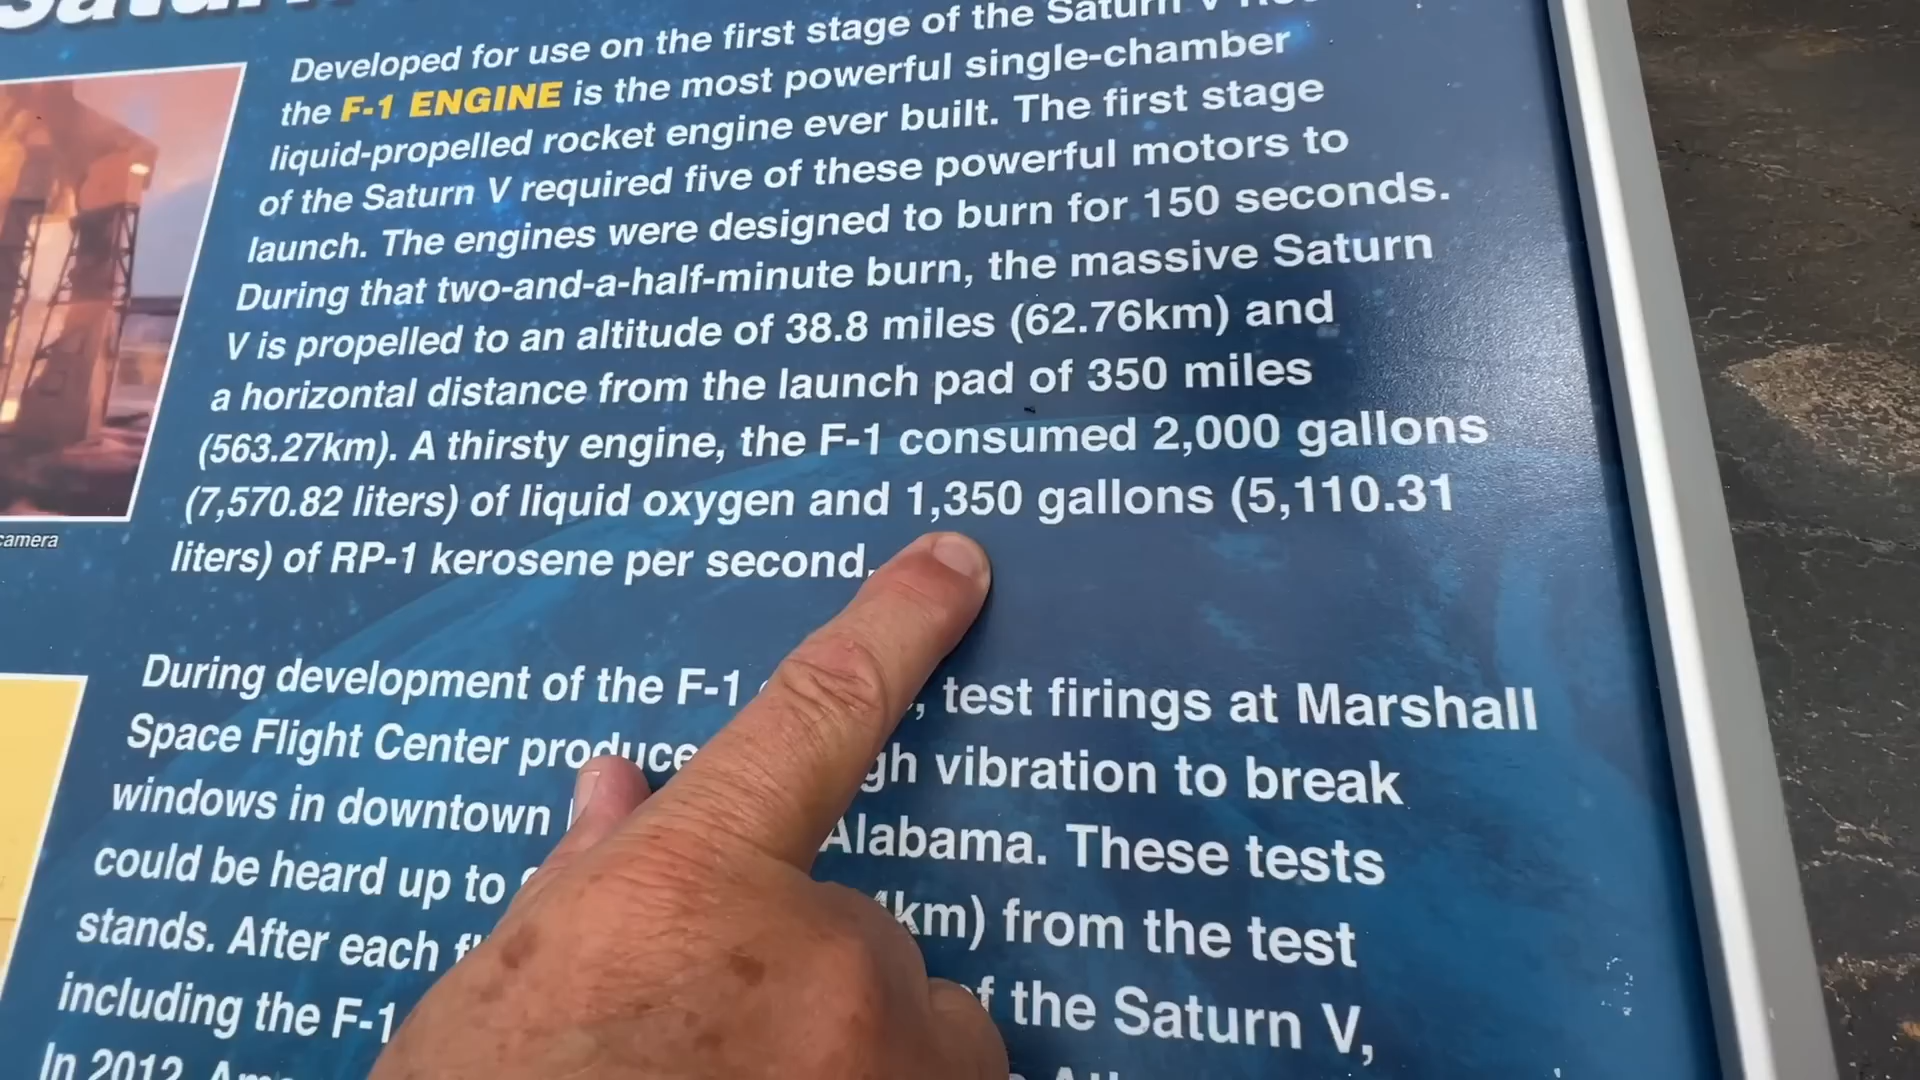 Saturn
Developed for use on the first stage of the Saturn V
the F-1 ENGINE is the most powerful single-chamber
liquid-propelled rocket engine ever built. The first stage
of the Saturn V required five of these powerful motors to
launch. The engines were designed to burn for 150 seconds.
During that two-and-a-half-minute burn, the massive Saturn
V is propelled to an altitude of 38.8 miles (62.76km) and
a horizontal distance from the launch pad of 350 miles
(563.27km). A thirsty engine, the F-1 consumed 2,000 gallons
(7,570.82 liters) of liquid oxygen and 1,350 gallons (5,110.31
liters) of RP-1 kerosene per second.
camera
During development of the F-1 , test firings at Marshall
Space Flight Center vibration to break
windows in downtown Alabama. These tests
could be heard up to km) from the test
stands. After each of the Saturn V,
including the F-1
In 2012,